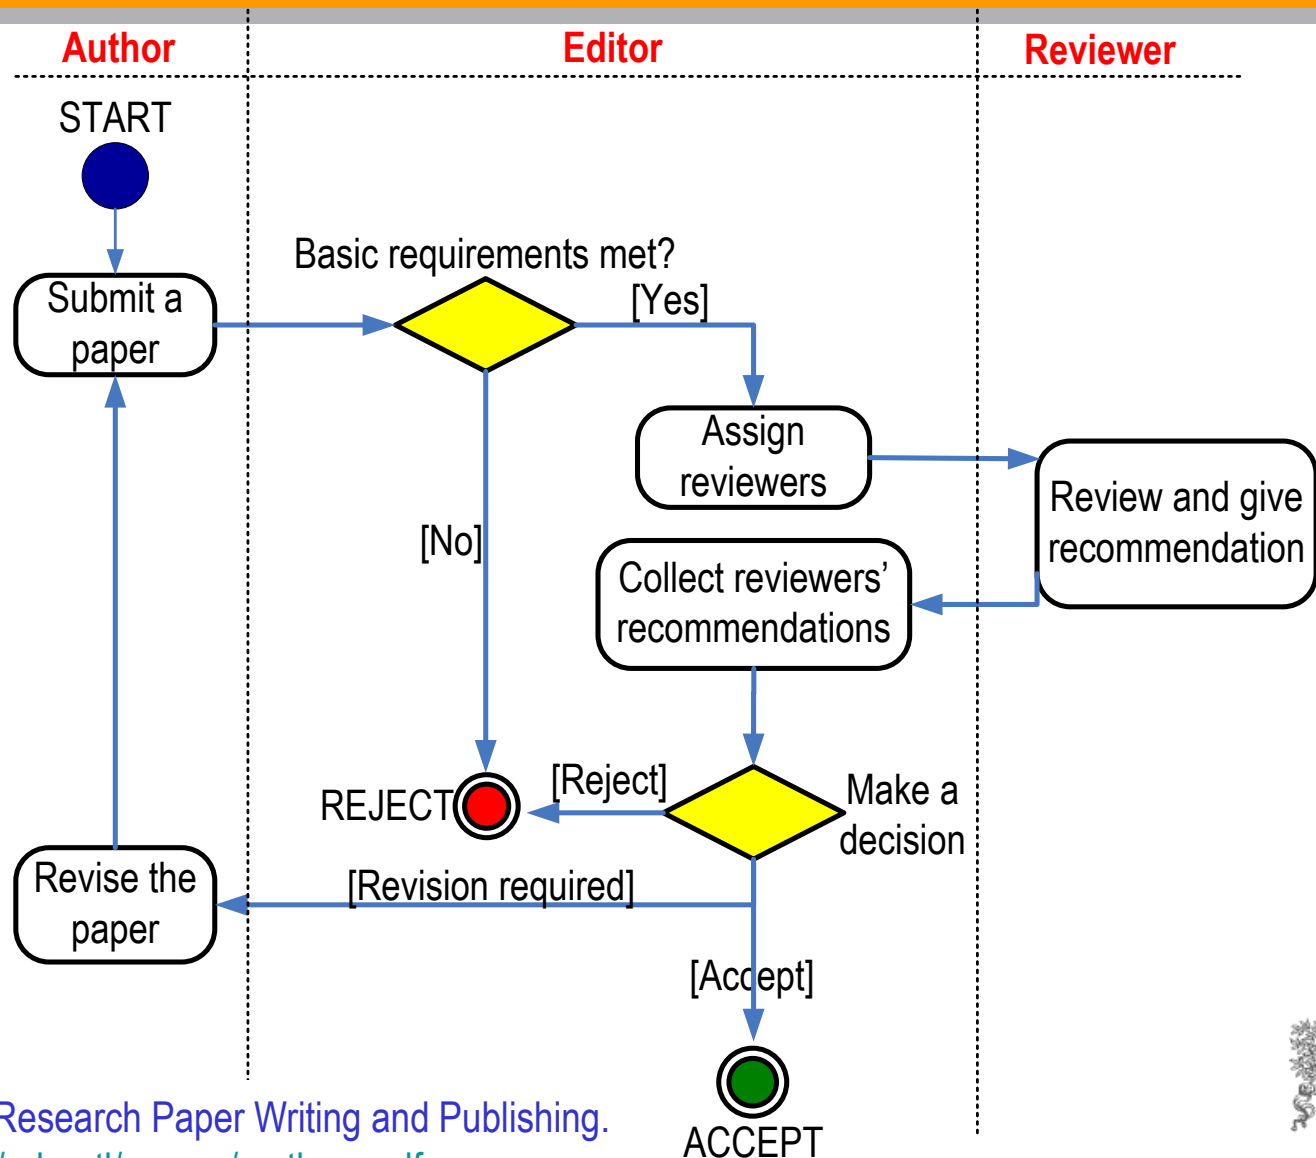 Author
Editor
Reviewer
START
Basic requirements met?
Submit a
paper
[Yes]
Assign
reviewers
Review and give
recommendation
[No]
Collect reviewers’
recommendations
[Reject]
REJECT
Make a
decision
Revise the
paper
[Revision required]
[Accept]
ACCEPT
Research Paper Writing and Publishing.